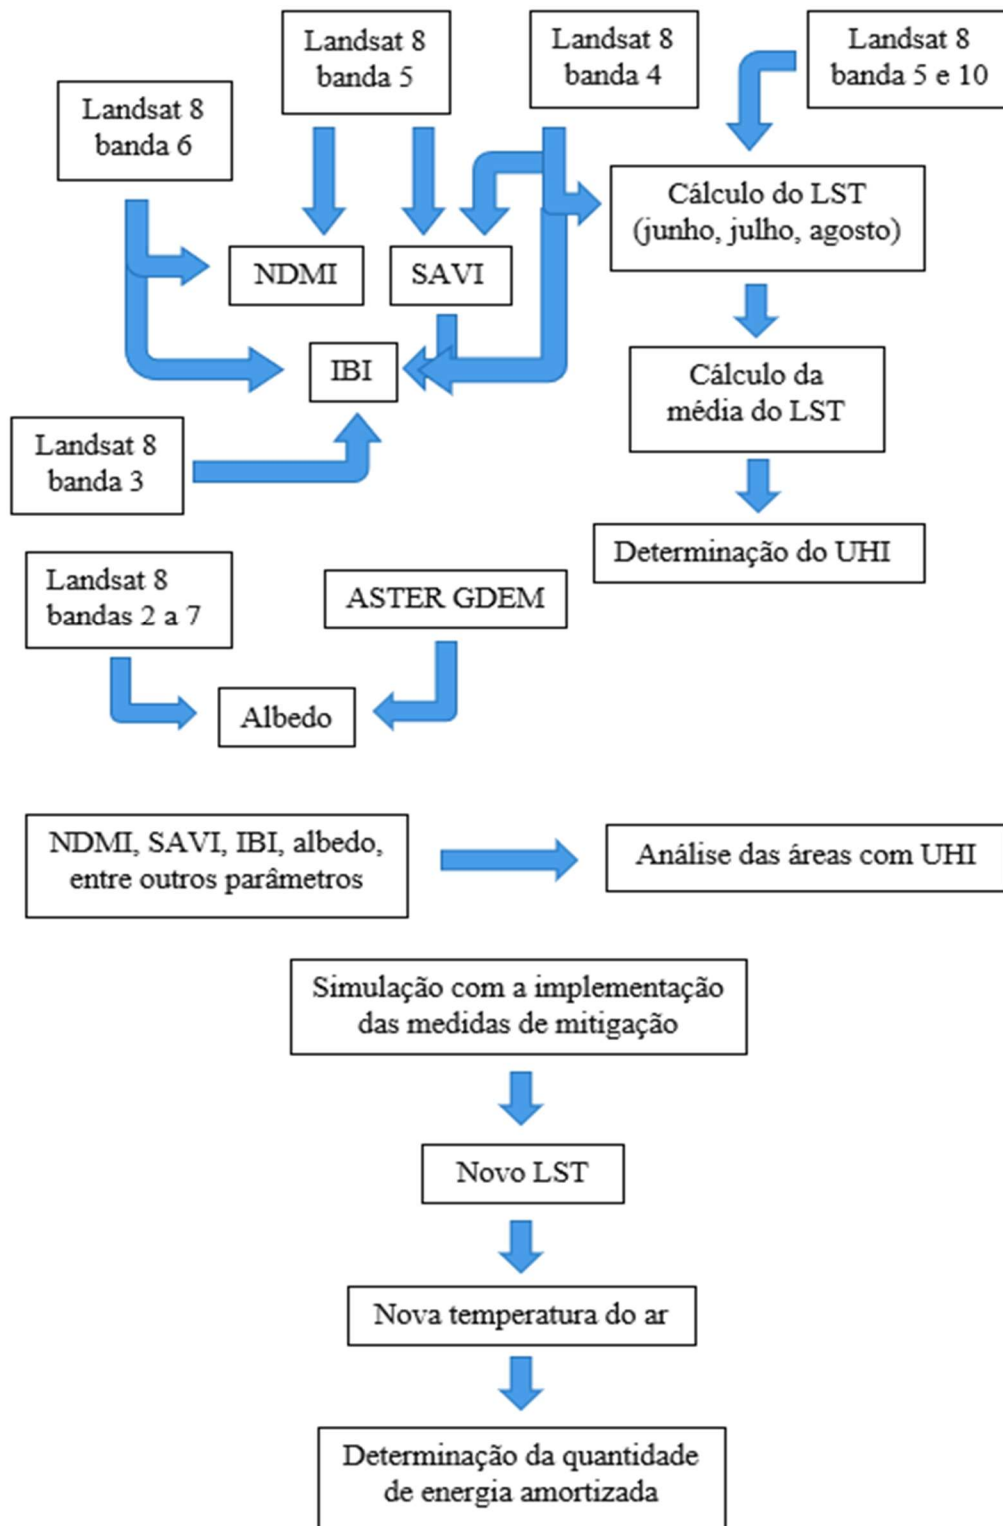 Landsat 8
banda 5
Landsat 8
banda 4
Landsat 8
banda 5 e 10
Landsat 8
banda 6
Cálculo do LST
(junho, julho, agosto)
NDMI
SAVI
IBI
Cálculo da
média do LST
Landsat 8
banda 3
Determinação do UHI
Landsat 8
bandas 2 a 7
ASTER GDEM
Albedo
NDMI, SAVI, IBI, albedo,
entre outros parâmetros
Análise das áreas com UHI
Simulação com a implementação
das medidas de mitigação
Novo LST
Nova temperatura do ar
Determinação da quantidade
de energia amortizada